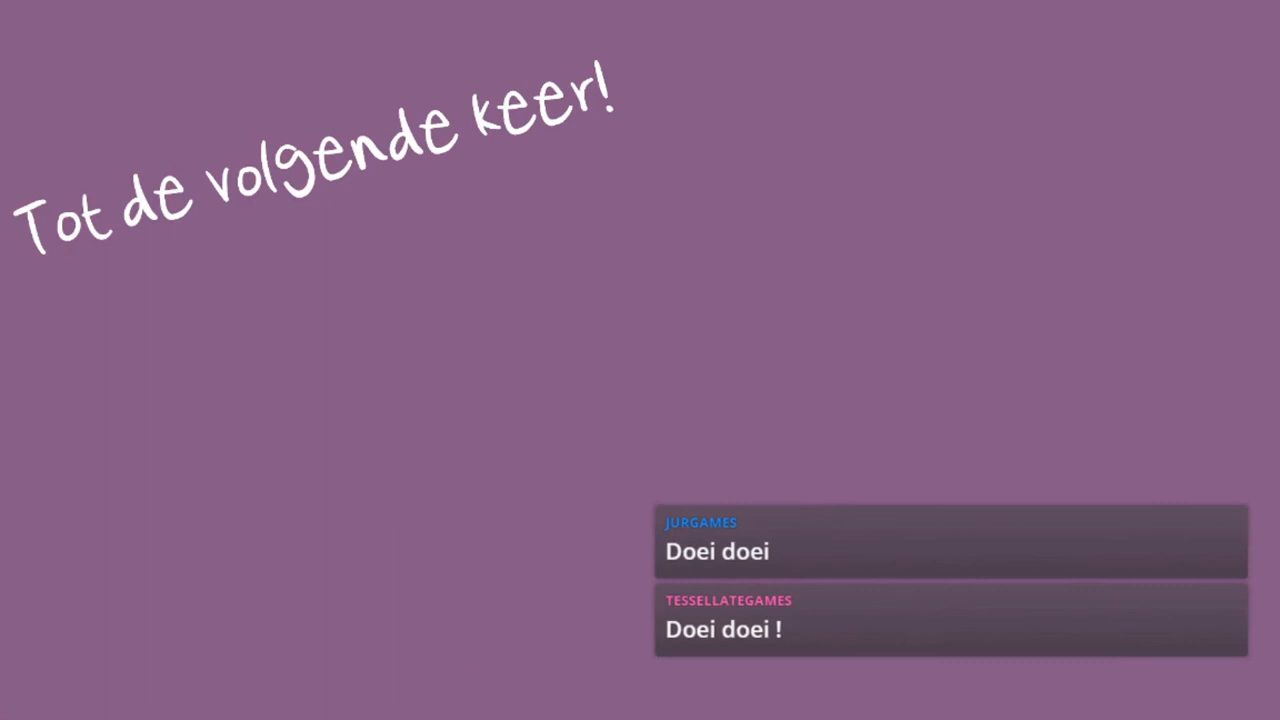 Tot de volgende keer!
JURGAMES
Doei doei
TESSELLATEGAMES
Doei doei !